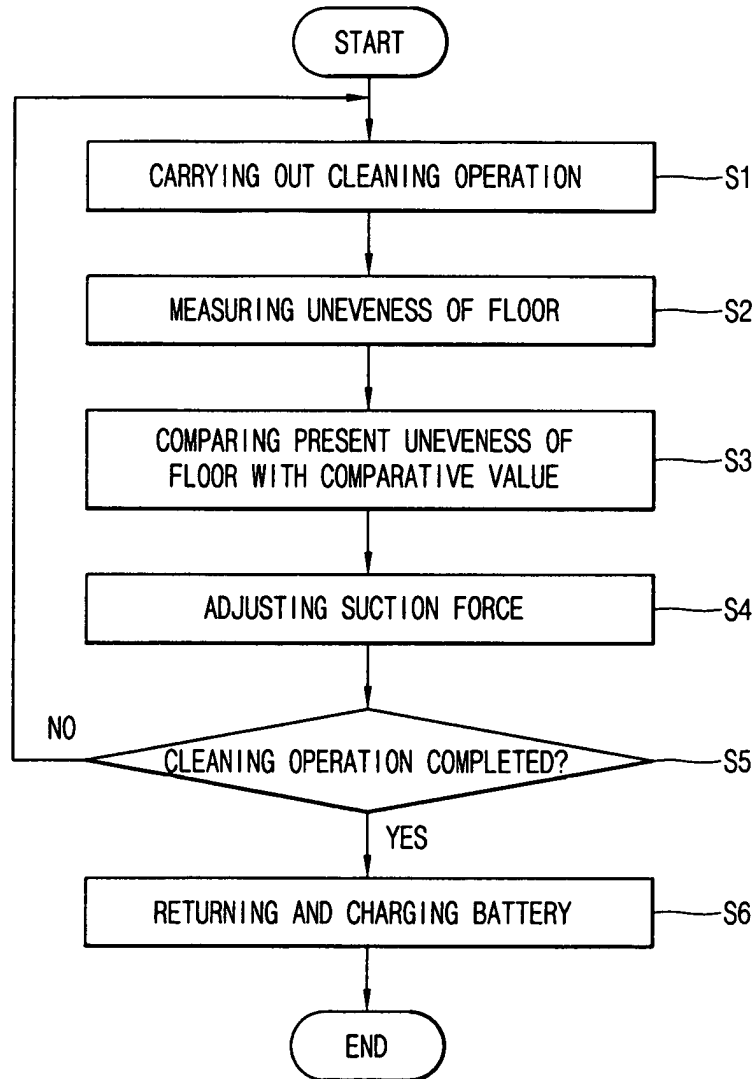 START
CARRYING OUT CLEANING OPERATION
S1
MEASURING UNEVENESS OF FLOOR
S2
COMPARING PRESENT UNEVENESS OF
FLOOR WITH COMPARATIVE VALUE
S3
ADJUSTING SUCTION FORCE
S4
NO
CLEANING OPERATION COMPLETED?
S5
YES
RETURNING AND CHARGING BATTERY
S6
END